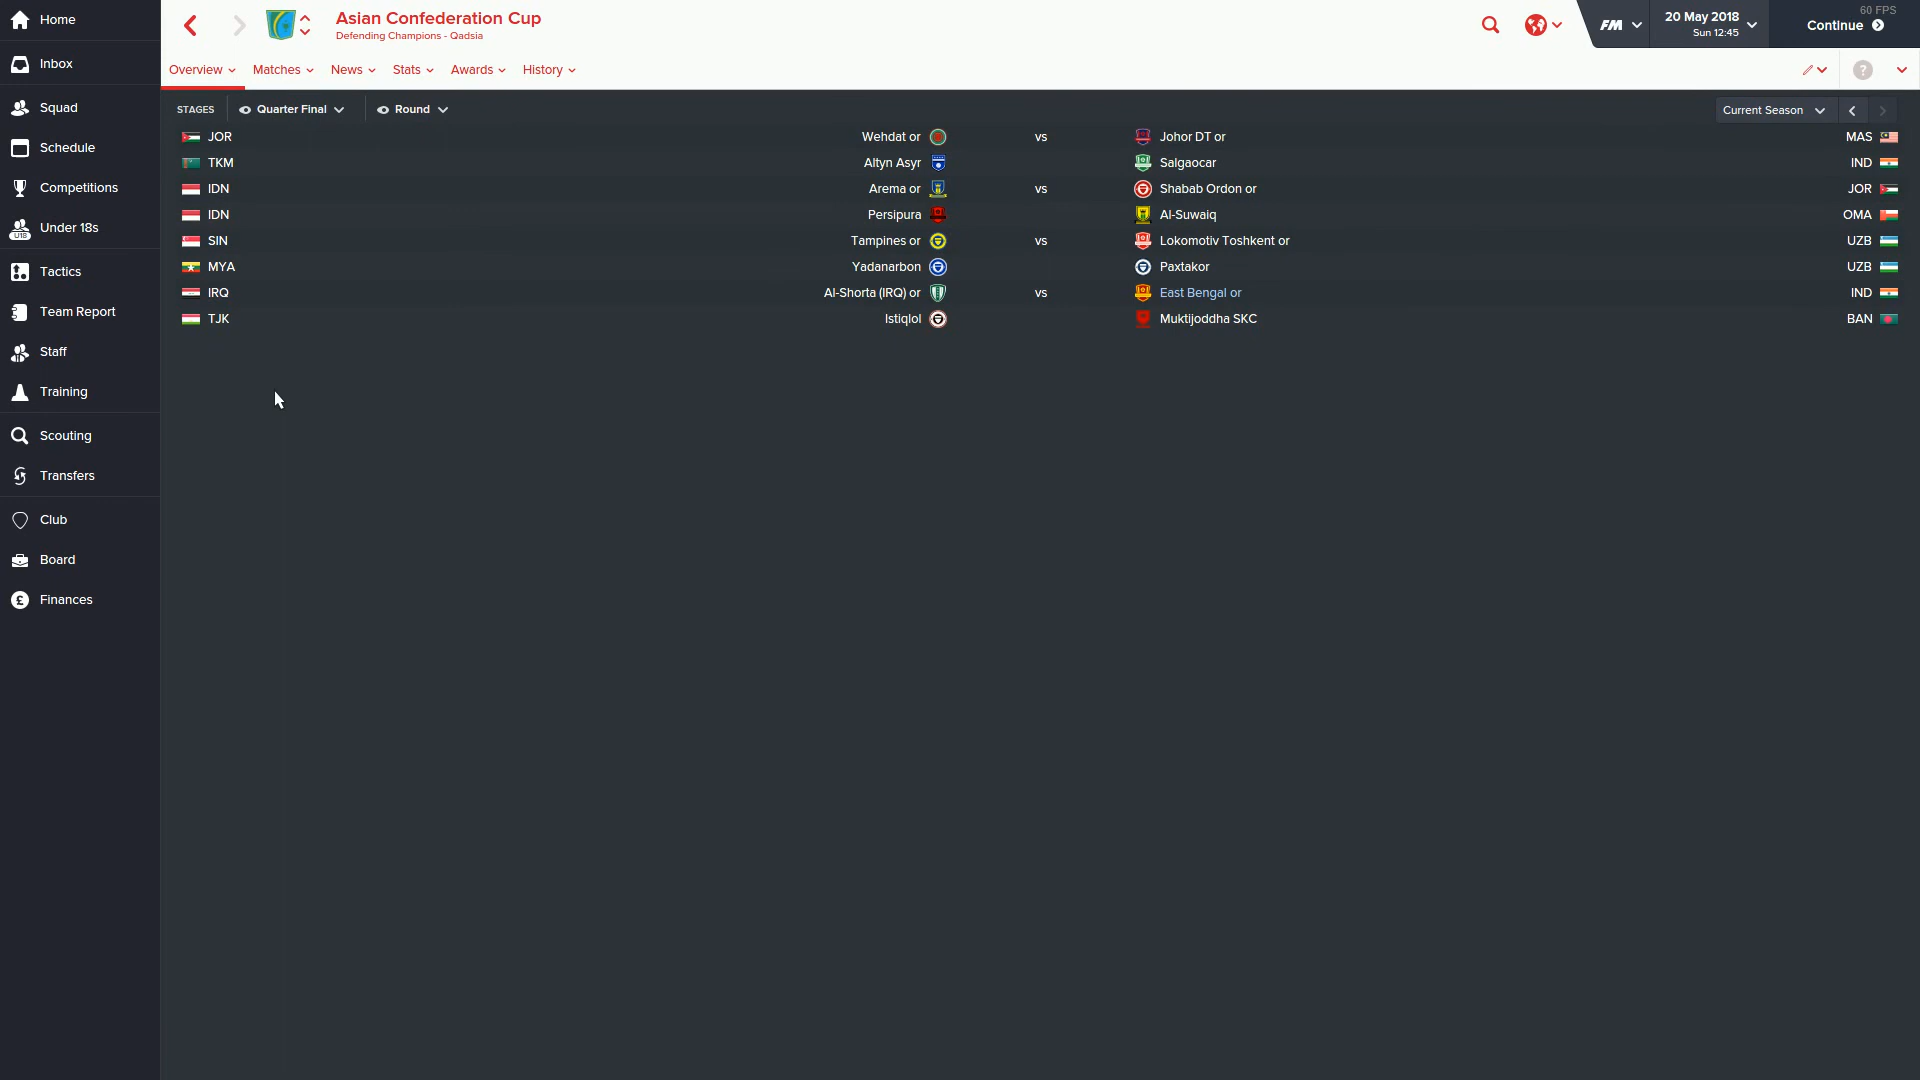 Home
Inbox
Squad
Schedule
Competitions
U18
Under 18s
Tactics
Team Report
Staff
Training
Scouting
Transfers
Club
Board
Finances
Asian Confederation Cup
Defending Champions - Qadsia
FM
20 May 2018
Sun 12:45
60 FPS
Continue
Overview Matches News Stats Awards History
?
STAGES Quarter Final Round Current Season
JOR Wehdat or vs Johor DT or MAS
TKM Altyn Asyr Salgaocar IND
IDN Arema or vs Shabab Ordon or JOR
IDN Persipura Al-Suwaiq OMA
SIN Tampines or vs Lokomotiv Toshkent or UZB
MYA Yadanarbon Paxtakor UZB
IRQ Al-Shorta (IRQ) or vs East Bengal or IND
TJK Istiqlol Muktijoddha SKC BAN